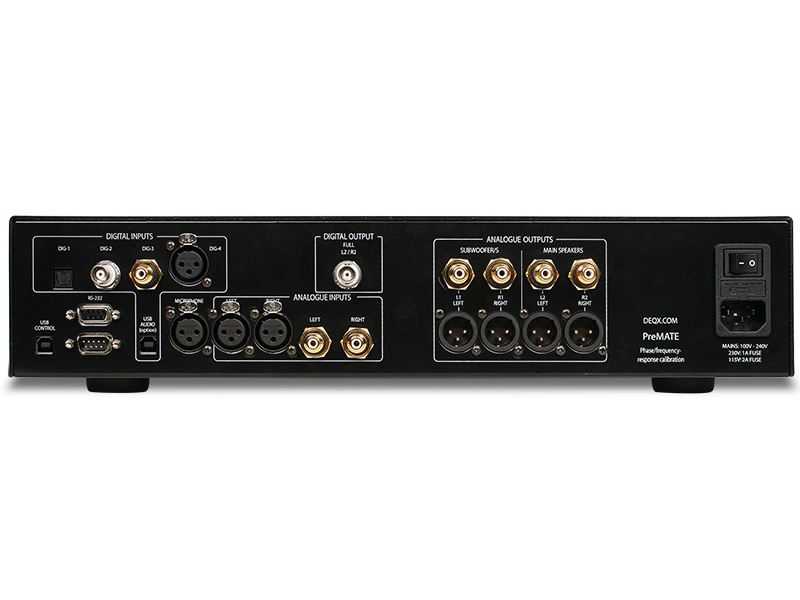 DIGITAL INPUTS
DIG-1
DIG-2
DIG-3
DIG-4
DIGITAL OUTPUT
FULL
L2 / R2
RS-232
USB
CONTROL
USB
AUDIO
(option)
MICROPHONE
ANALOGUE INPUTS
LEFT
RIGHT
LEFT
RIGHT
ANALOGUE OUTPUTS
SUBWOOFER/S
MAIN SPEAKERS
L1
LEFT
R1
RIGHT
L2
LEFT
R2
RIGHT
DEQX.COM
PreMATE
Phase/frequency-
response calibration
MAINS: 100V - 240V
230V: 1A FUSE
115V: 2A FUSE